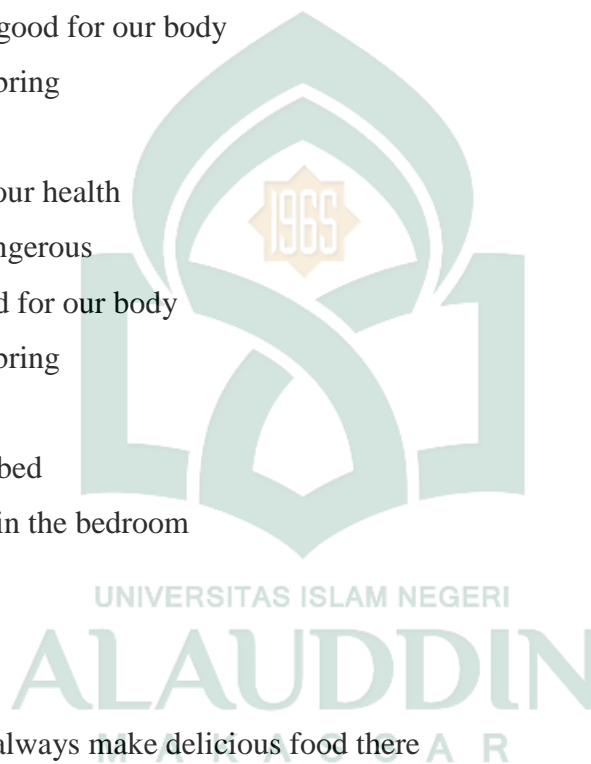 good for our body
bring
our health
ngerous
d for our body
bring
bed
in the bedroom
always make delicious food there
1965
UNIVERSITAS ISLAM NEGERI
ALAUDDIN
MAKASSAR